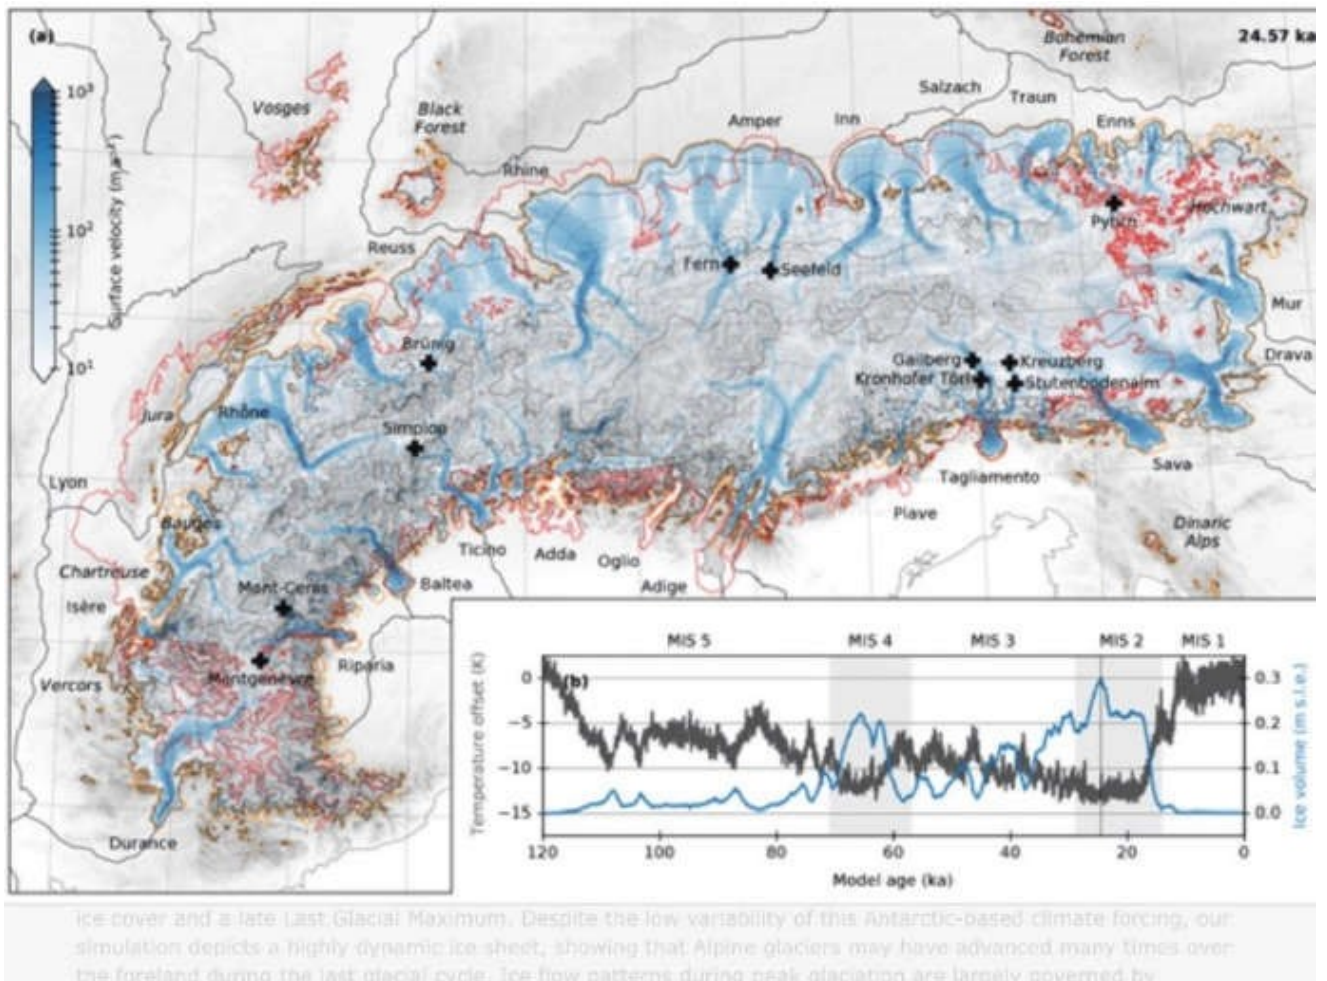 (a)
24.57 ka
10³
10²
10¹
Surface velocity (m a⁻¹)
Vosges
Black
Forest
Bohemian
Forest
Salzach
Traun
Amper
Inn
Enns
Rhine
Hochwart
Pyhrn
Reuss
Fern
Seefeld
Mur
Brünig
Gailberg
Kreuzberg
Drava
Kronhofer Törl
Stutenbodenalm
Jura
Rhône
Simplon
Sava
Lyon
Tagliamento
Piave
Bauges
Dinaric
Alps
Ticino
Adda
Oglio
Chartreuse
Mont-Cenis
Baltea
Adige
Isère
Riparia
Vercors
Montgenèvre
Durance
MIS 5
MIS 4
MIS 3
MIS 2
MIS 1
(b)
Temperature offset (K)
0
−5
−10
−15
0.3
0.2
0.1
0.0
Ice volume (m s.l.e.)
120
100
80
60
40
20
0
Model age (ka)
ice cover and a late Last Glacial Maximum. Despite the low variability of this Antarctic-based climate forcing, our
simulation depicts a highly dynamic ice sheet, showing that Alpine glaciers may have advanced many times over
the foreland during the last glacial cycle. Ice flow patterns during peak glaciation are largely governed by